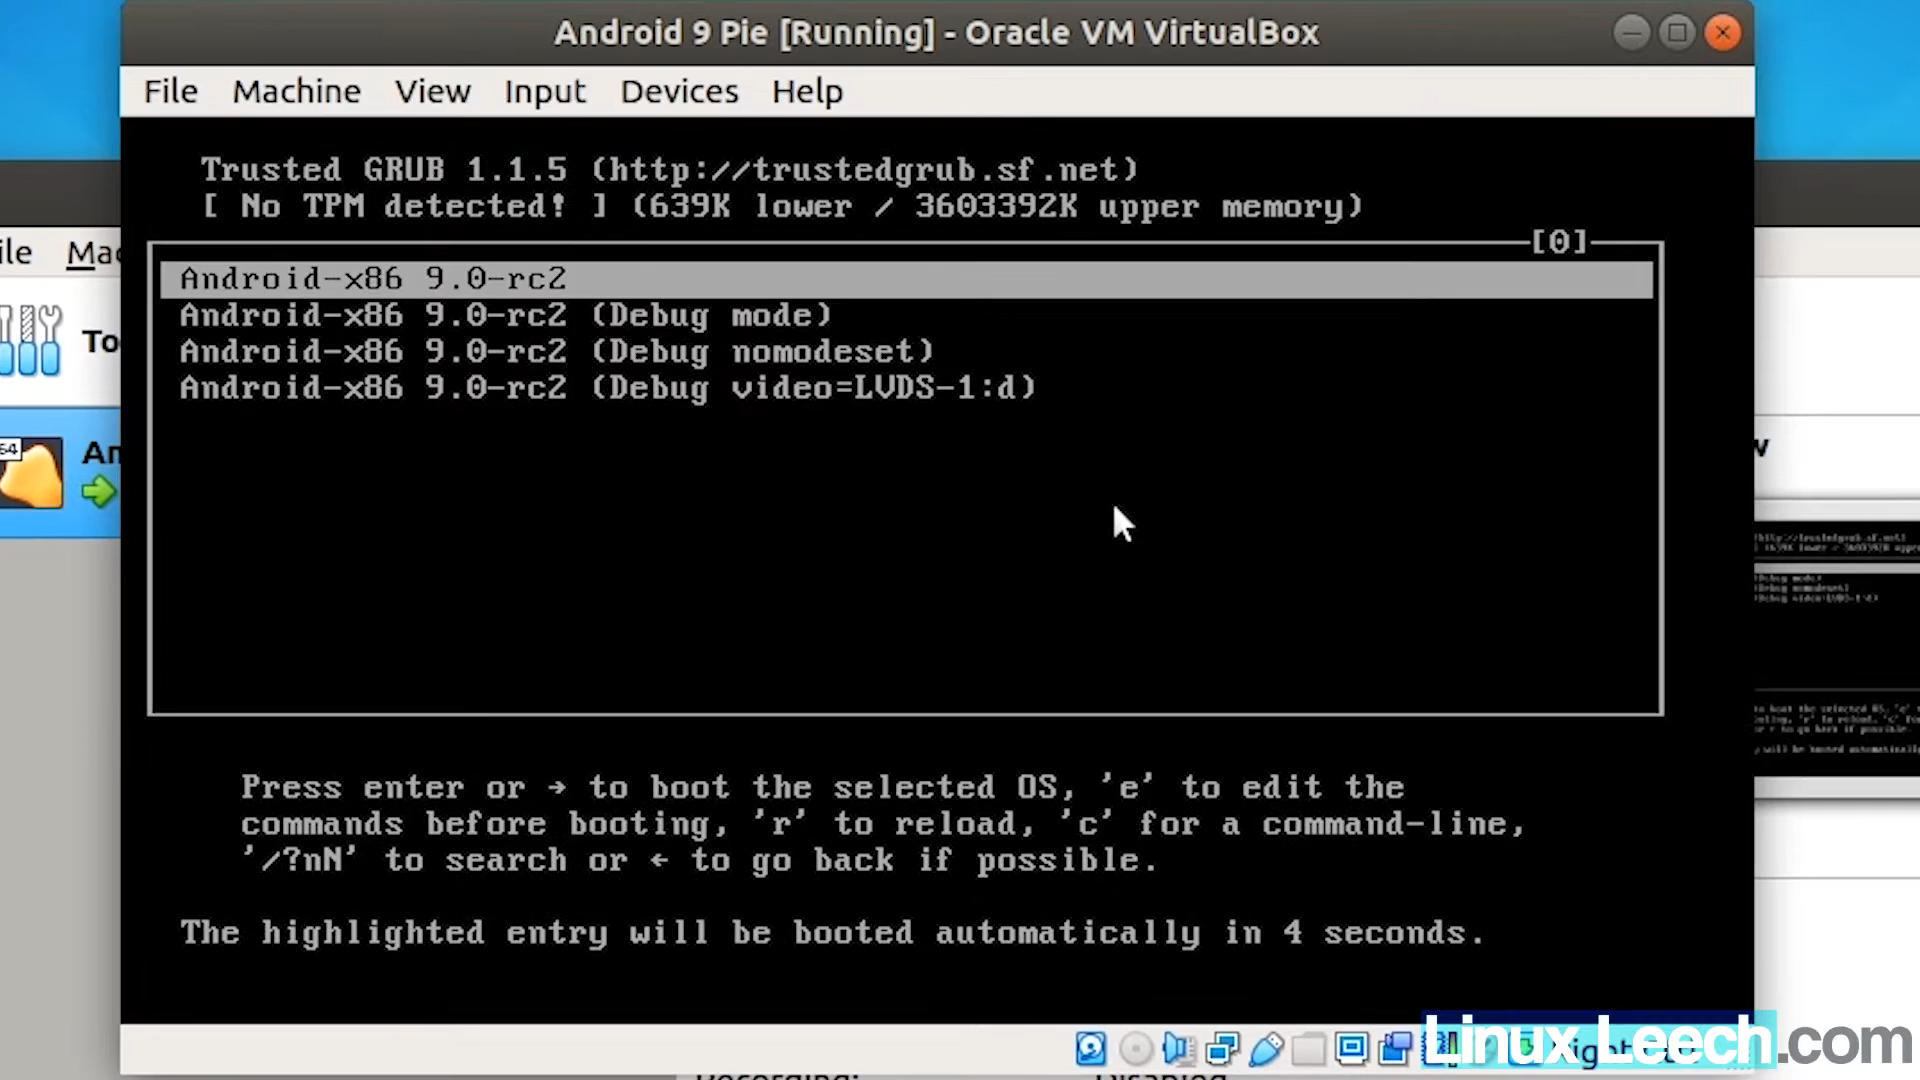 Android 9 Pie [Running] - Oracle VM VirtualBox
File Machine View Input Devices Help
Trusted GRUB 1.1.5 (http://trustedgrub.sf.net)
[ No TPM detected! ] (639K lower / 3603392K upper memory)
[0]
Android-x86 9.0-rc2
Android-x86 9.0-rc2 (Debug mode)
Android-x86 9.0-rc2 (Debug nomodeset)
Android-x86 9.0-rc2 (Debug video=LVDS-1:d)
Press enter or → to boot the selected OS, 'e' to edit the
commands before booting, 'r' to reload, 'c' for a command-line,
'/?nN' to search or ← to go back if possible.
The highlighted entry will be booted automatically in 4 seconds.
ile Mac
To
64
An
Linux Leech.com